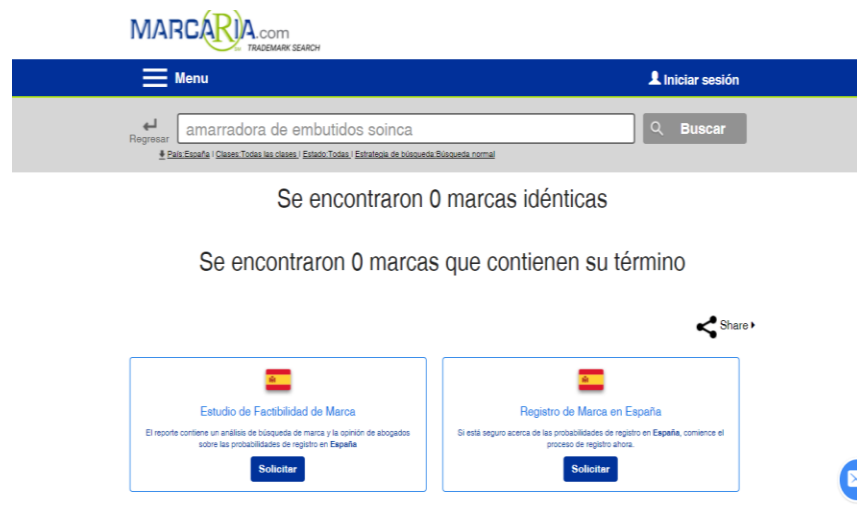 MARCARIA.com
TRADEMARK SEARCH
Menu
Iniciar sesión
Regresar
amarradora de embutidos soinca
Buscar
País:España | Clases:Todas las clases | Estado:Todas | Estrategia de búsqueda:Búsqueda normal
Se encontraron 0 marcas idénticas
Se encontraron 0 marcas que contienen su término
Share
Estudio de Factibilidad de Marca
El reporte contiene un análisis de búsqueda de marca y la opinión de abogados
sobre las probabilidades de registro en España
Solicitar
Registro de Marca en España
Si está seguro acerca de las probabilidades de registro en España, comience el
proceso de registro ahora.
Solicitar